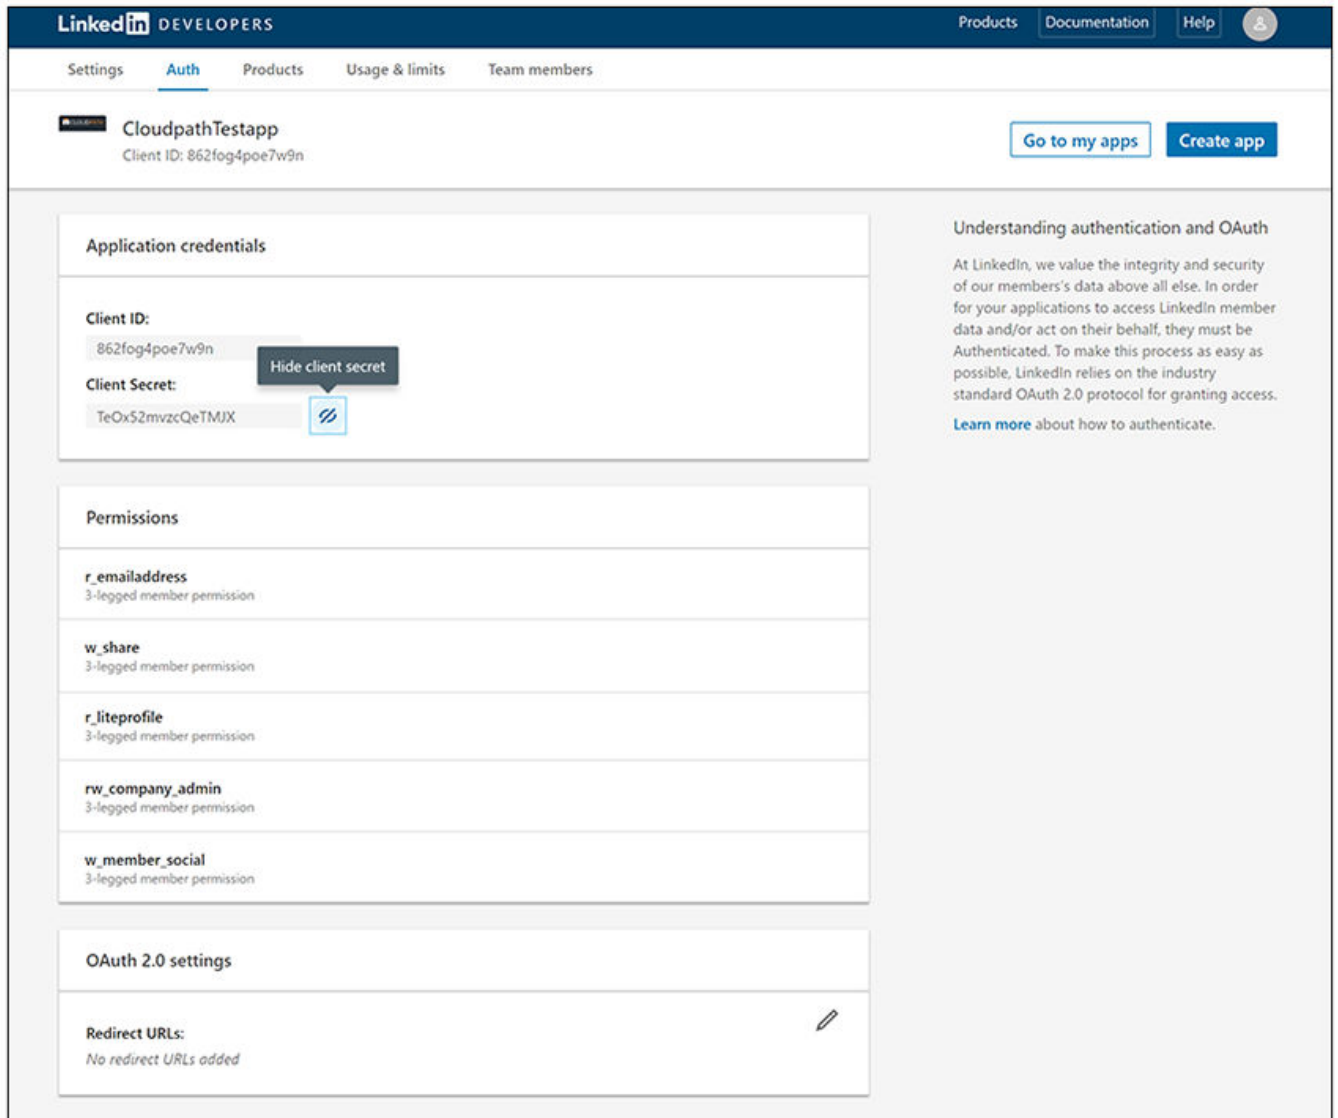 Linked in DEVELOPERS
Products Documentation Help
Settings Auth Products Usage & limits Team members
CloudpathTestapp
Client ID: 862fog4poe7w9n
Go to my apps Create app
Application credentials
Client ID:
862fog4poe7w9n
Hide client secret
Client Secret:
TeOx52mvzcQeTMJX
Permissions
r_emailaddress
3-legged member permission
w_share
3-legged member permission
r_liteprofile
3-legged member permission
rw_company_admin
3-legged member permission
w_member_social
3-legged member permission
OAuth 2.0 settings
Redirect URLs:
No redirect URLs added
Understanding authentication and OAuth
At LinkedIn, we value the integrity and security
of our members's data above all else. In order
for your applications to access LinkedIn member
data and/or act on their behalf, they must be
Authenticated. To make this process as easy as
possible, LinkedIn relies on the industry
standard OAuth 2.0 protocol for granting access.
Learn more about how to authenticate.